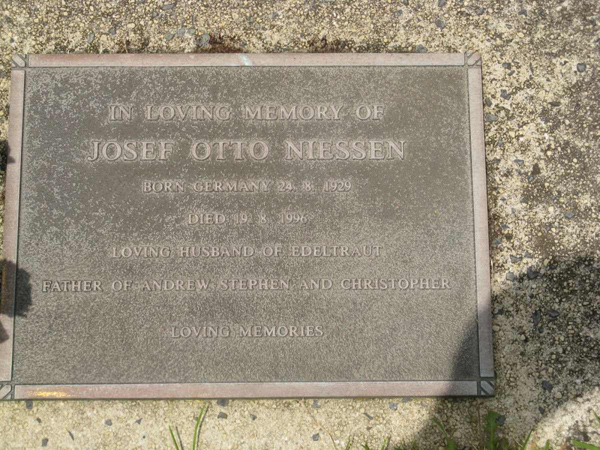 IN LOVING MEMORY OF
JOSEF OTTO NIESSEN
BORN GERMANY 24. 8. 1929
DIED 19. 8. 1996
LOVING HUSBAND OF EDELTRAUT
FATHER OF ANDREW, STEPHEN AND CHRISTOPHER
LOVING MEMORIES